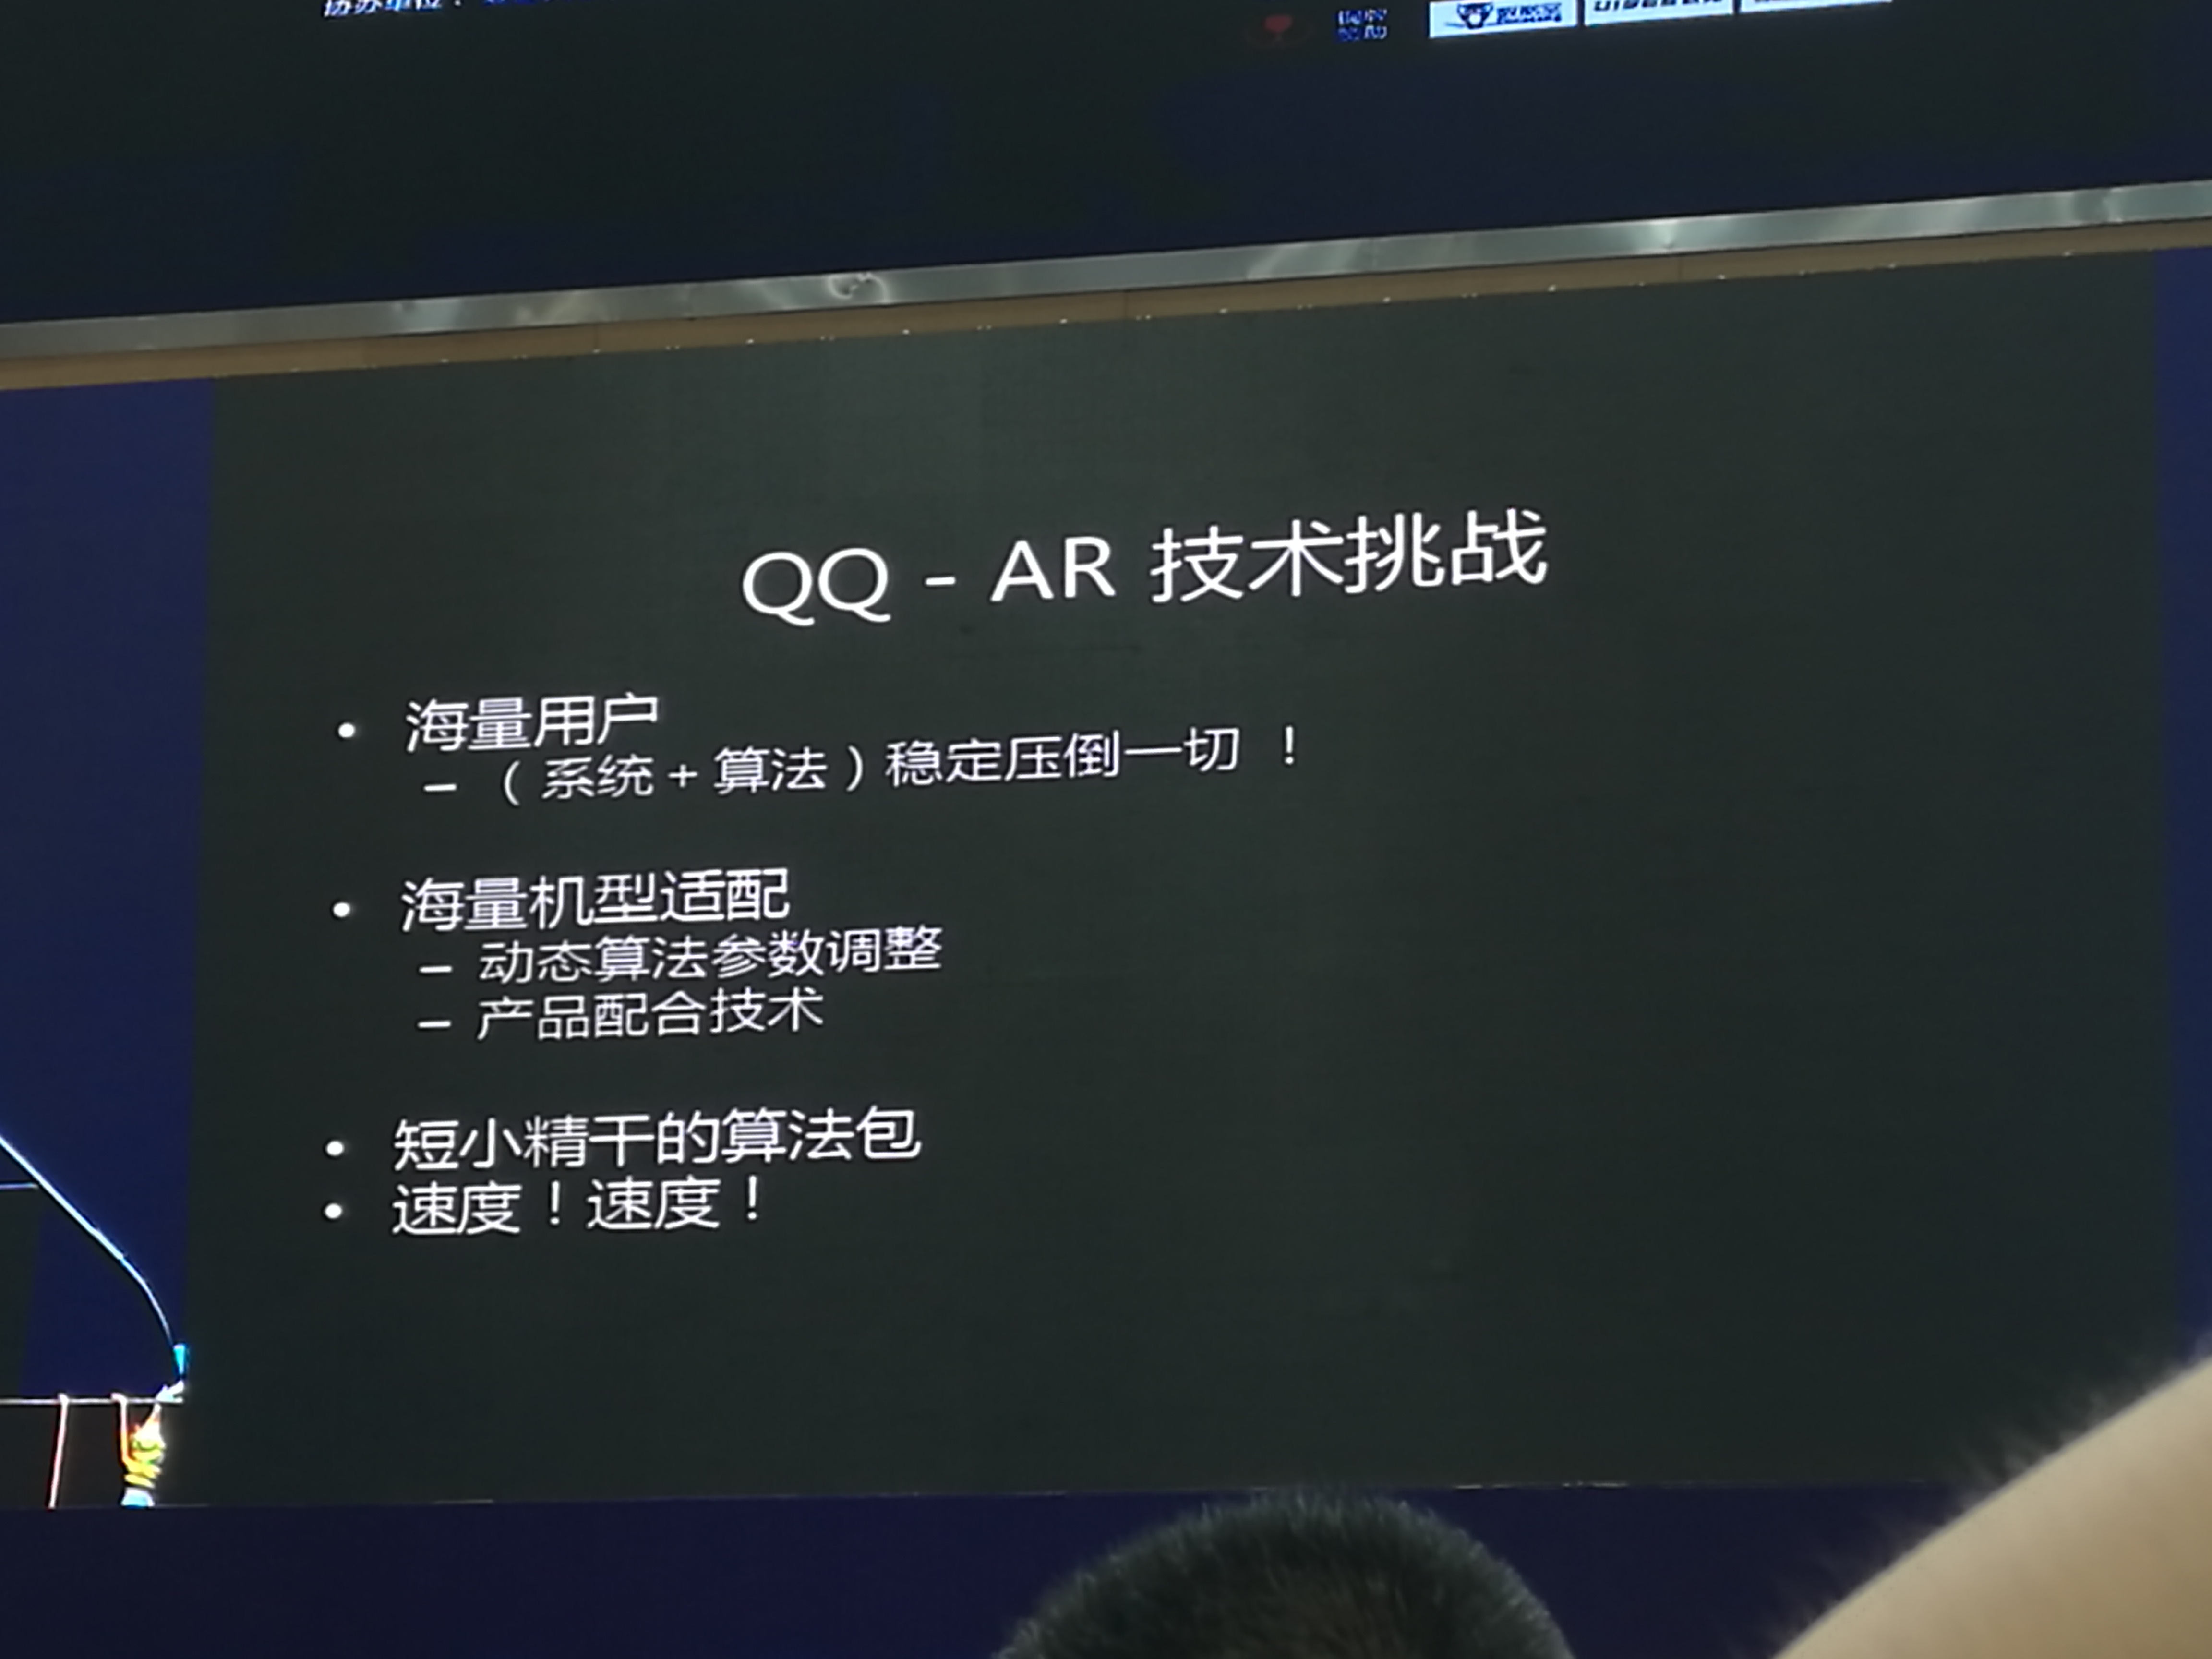 协办单位：
QQ - AR 技术挑战
• 海量用户
– （系统+算法）稳定压倒一切 ！
• 海量机型适配
– 动态算法参数调整
– 产品配合技术
• 短小精干的算法包
• 速度！速度！